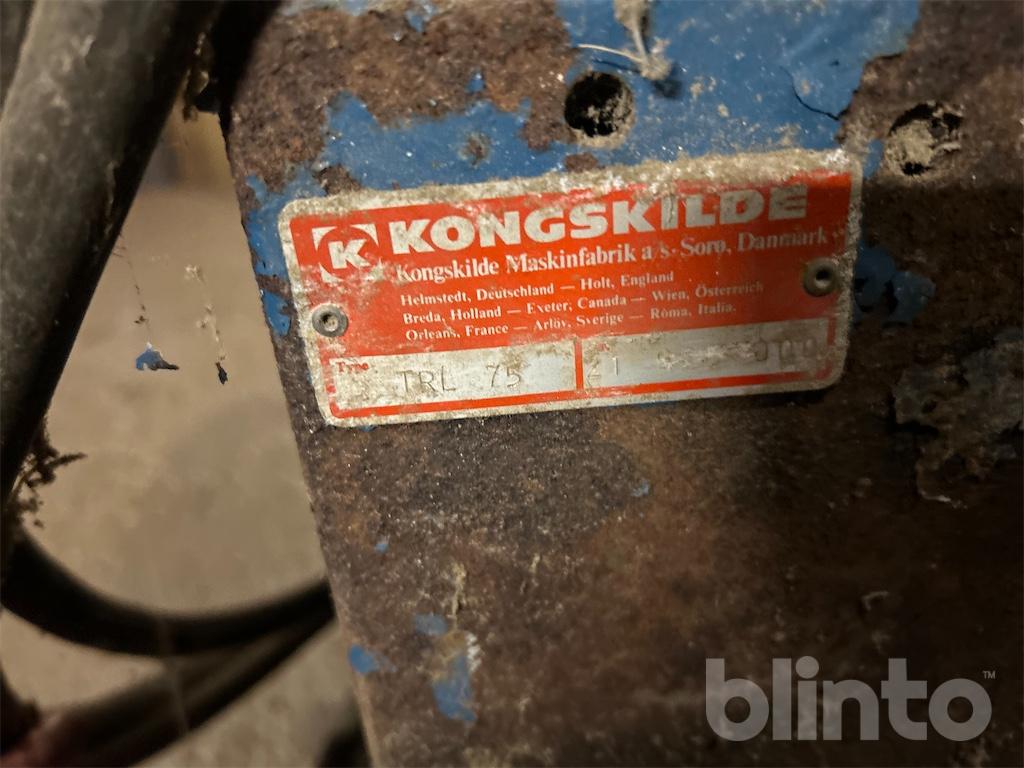 K KONGSKILDE
Kongskilde Maskinfabrik a/s. Sorø, Danmark
Helmstedt, Deutschland — Holt, England
Breda, Holland — Exeter, Canada — Wien, Österreich
Orleans, France — Arlöv, Sverige — Roma, Italia.
Type TRL 75
blinto™